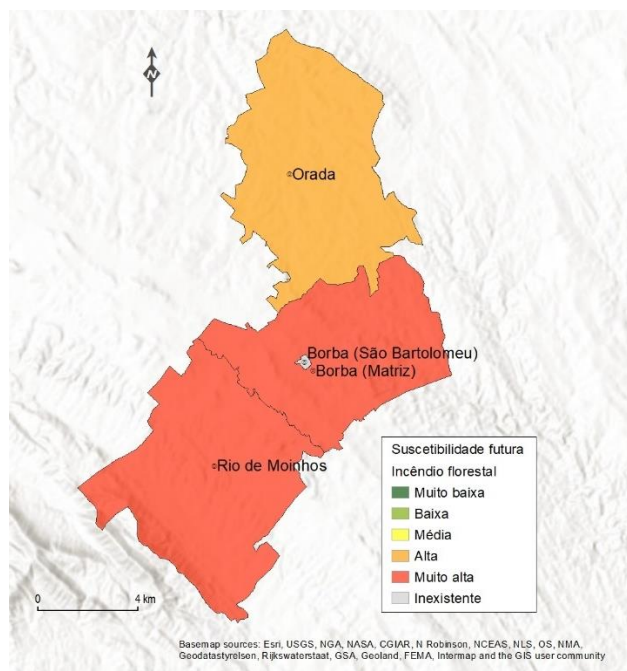 N
Orada
Borba (São Bartolomeu)
Borba (Matriz)
Rio de Moinhos
Suscetibilidade futura
Incêndio florestal
Muito baixa
Baixa
Média
Alta
Muito alta
Inexistente
0 4 km
Basemap sources: Esri, USGS, NGA, NASA, CGIAR, N Robinson, NCEAS, NLS, OS, NMA,
Geodatastyrelsen, Rijkswaterstaat, GSA, Geoland, FEMA, Intermap and the GIS user community